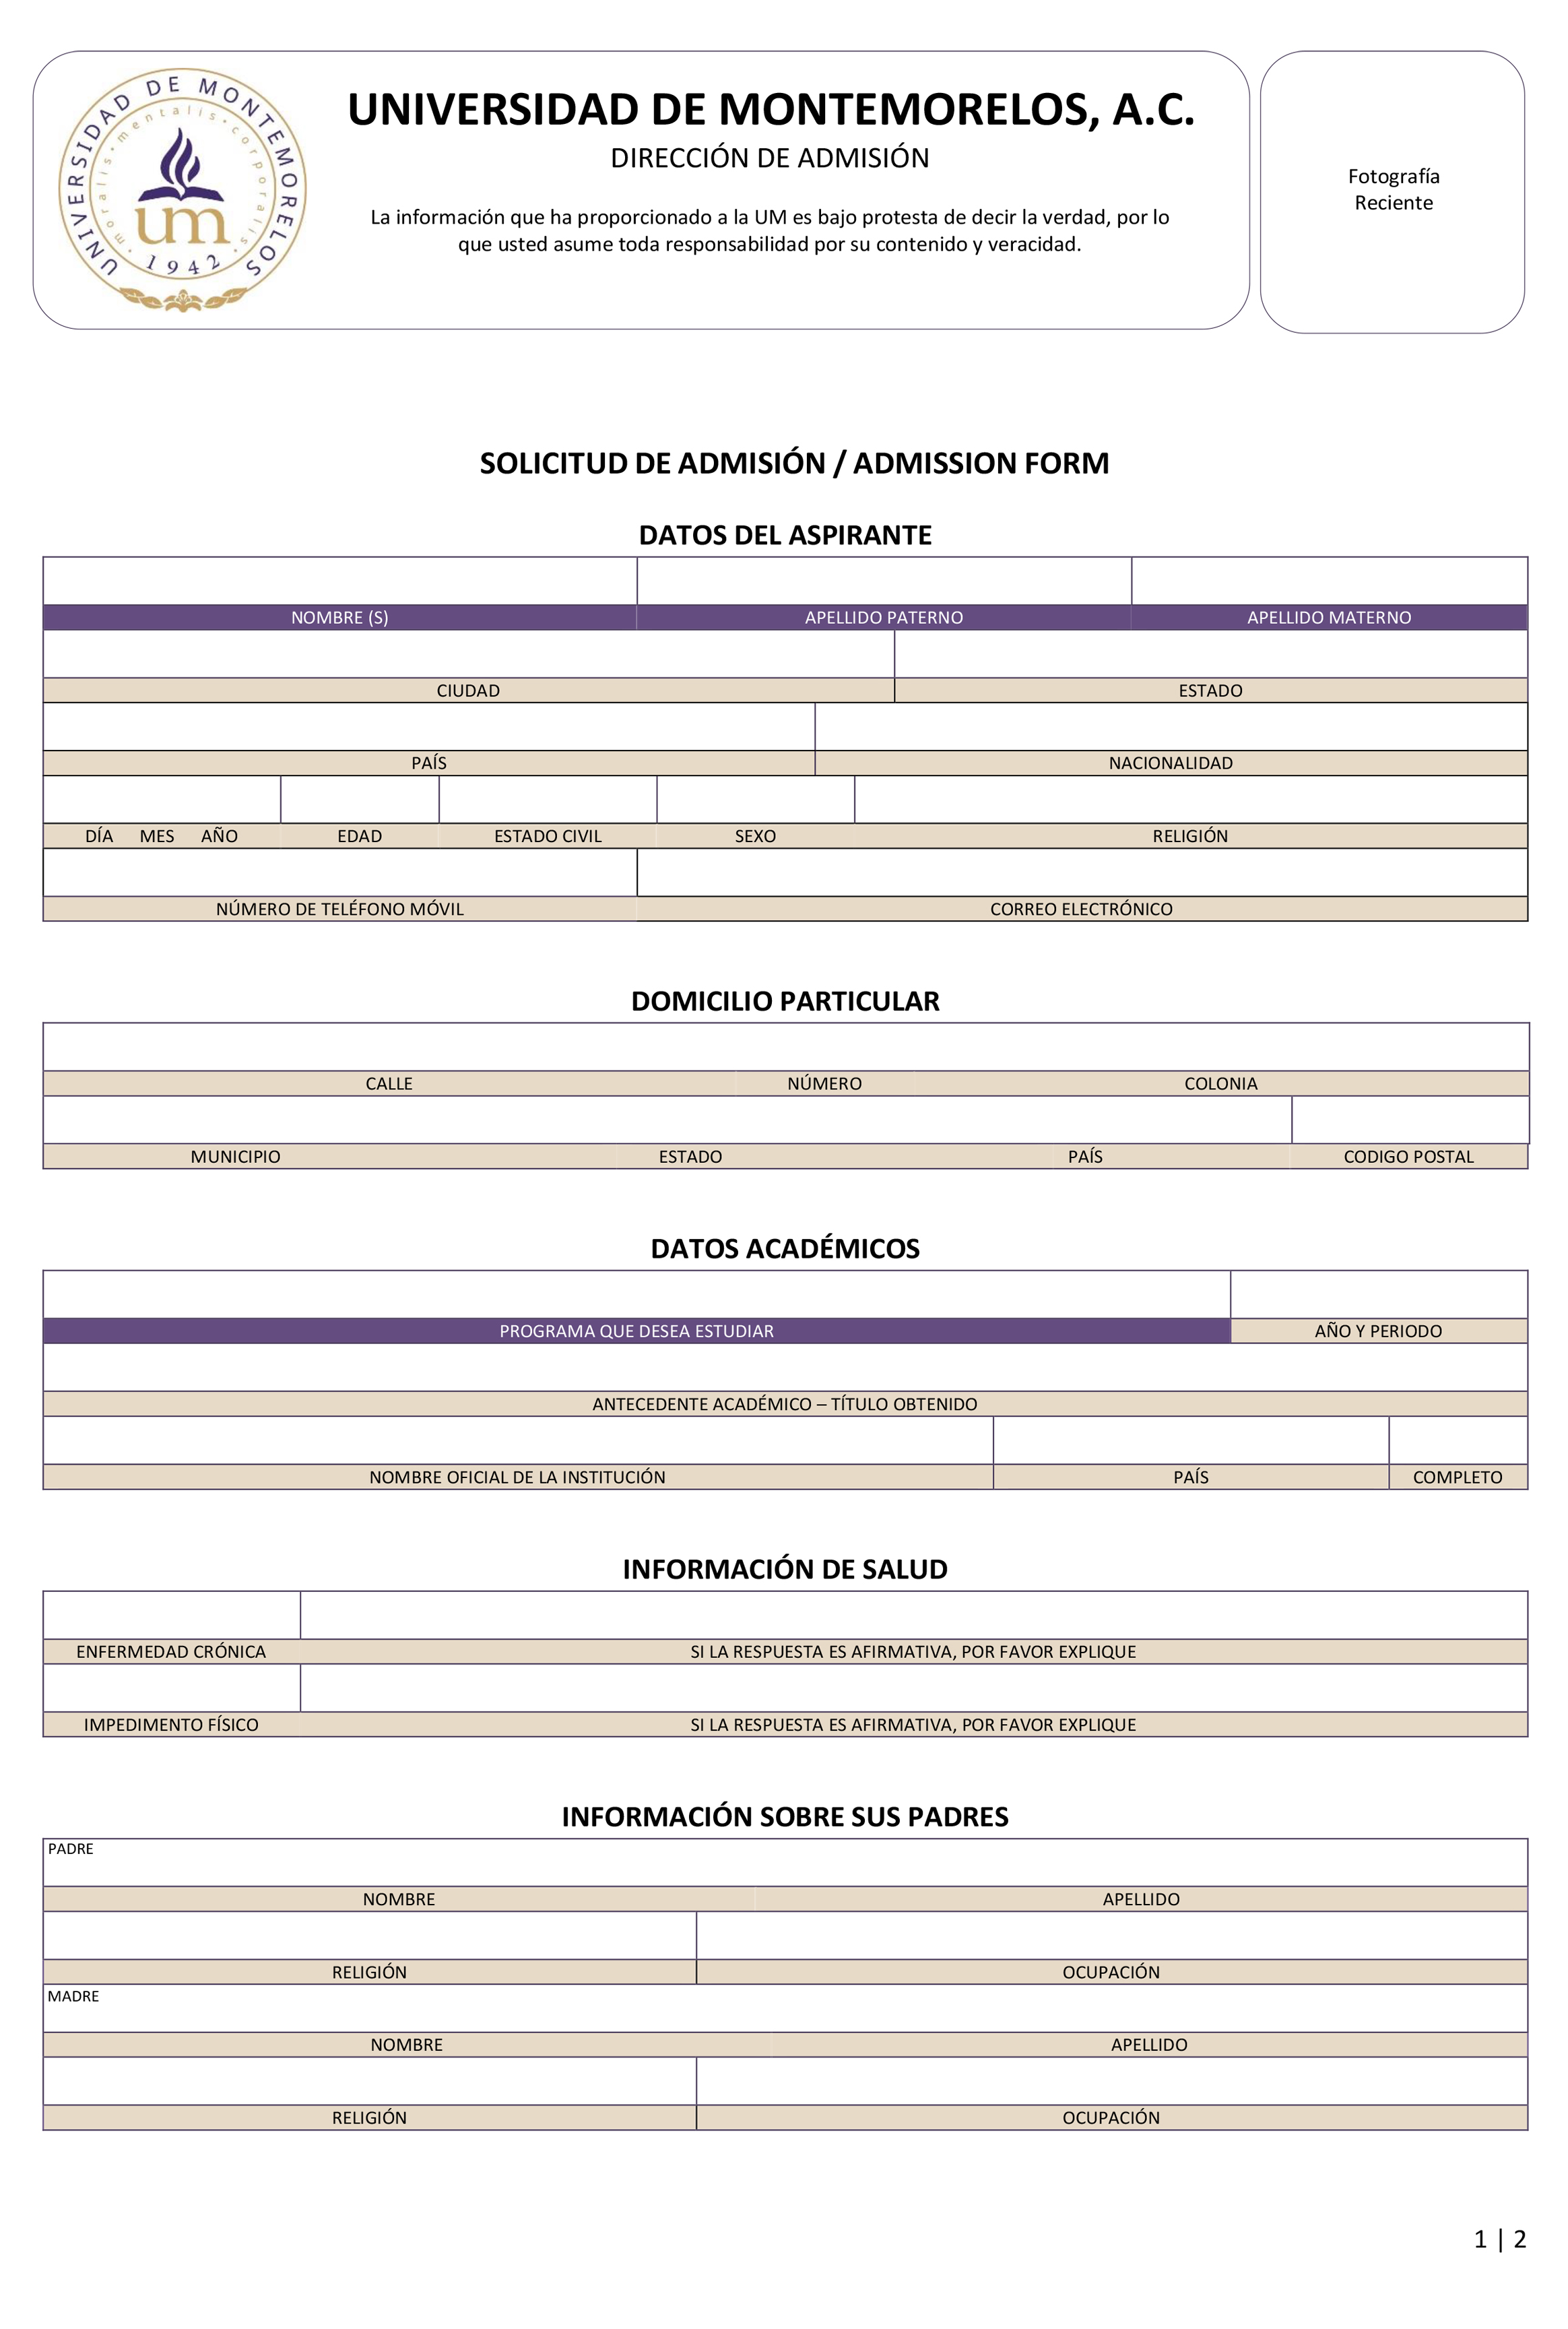 UNIVERSIDAD DE MONTEMORELOS
moralis • mentalis • corporalis
um
1942
UNIVERSIDAD DE MONTEMORELOS, A.C.
DIRECCIÓN DE ADMISIÓN
La información que ha proporcionado a la UM es bajo protesta de decir la verdad, por lo
que usted asume toda responsabilidad por su contenido y veracidad.
Fotografía
Reciente
SOLICITUD DE ADMISIÓN / ADMISSION FORM
DATOS DEL ASPIRANTE
NOMBRE (S) APELLIDO PATERNO APELLIDO MATERNO
CIUDAD ESTADO
PAÍS NACIONALIDAD
DÍA MES AÑO EDAD ESTADO CIVIL SEXO RELIGIÓN
NÚMERO DE TELÉFONO MÓVIL CORREO ELECTRÓNICO
DOMICILIO PARTICULAR
CALLE NÚMERO COLONIA
MUNICIPIO ESTADO PAÍS CODIGO POSTAL
DATOS ACADÉMICOS
PROGRAMA QUE DESEA ESTUDIAR AÑO Y PERIODO
ANTECEDENTE ACADÉMICO – TÍTULO OBTENIDO
NOMBRE OFICIAL DE LA INSTITUCIÓN PAÍS COMPLETO
INFORMACIÓN DE SALUD
ENFERMEDAD CRÓNICA SI LA RESPUESTA ES AFIRMATIVA, POR FAVOR EXPLIQUE
IMPEDIMENTO FÍSICO SI LA RESPUESTA ES AFIRMATIVA, POR FAVOR EXPLIQUE
INFORMACIÓN SOBRE SUS PADRES
PADRE
NOMBRE APELLIDO
RELIGIÓN OCUPACIÓN
MADRE
NOMBRE APELLIDO
RELIGIÓN OCUPACIÓN
1 | 2